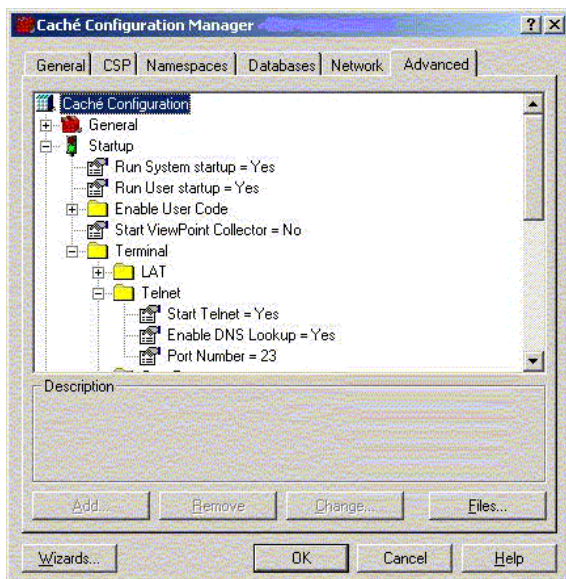 Caché Configuration Manager
General CSP Namespaces Databases Network Advanced
Caché Configuration
General
Startup
Run System startup = Yes
Run User startup = Yes
Enable User Code
Start ViewPoint Collector = No
Terminal
LAT
Telnet
Start Telnet = Yes
Enable DNS Lookup = Yes
Port Number = 23
Description
Add... Remove Change... Files...
Wizards... OK Cancel Help